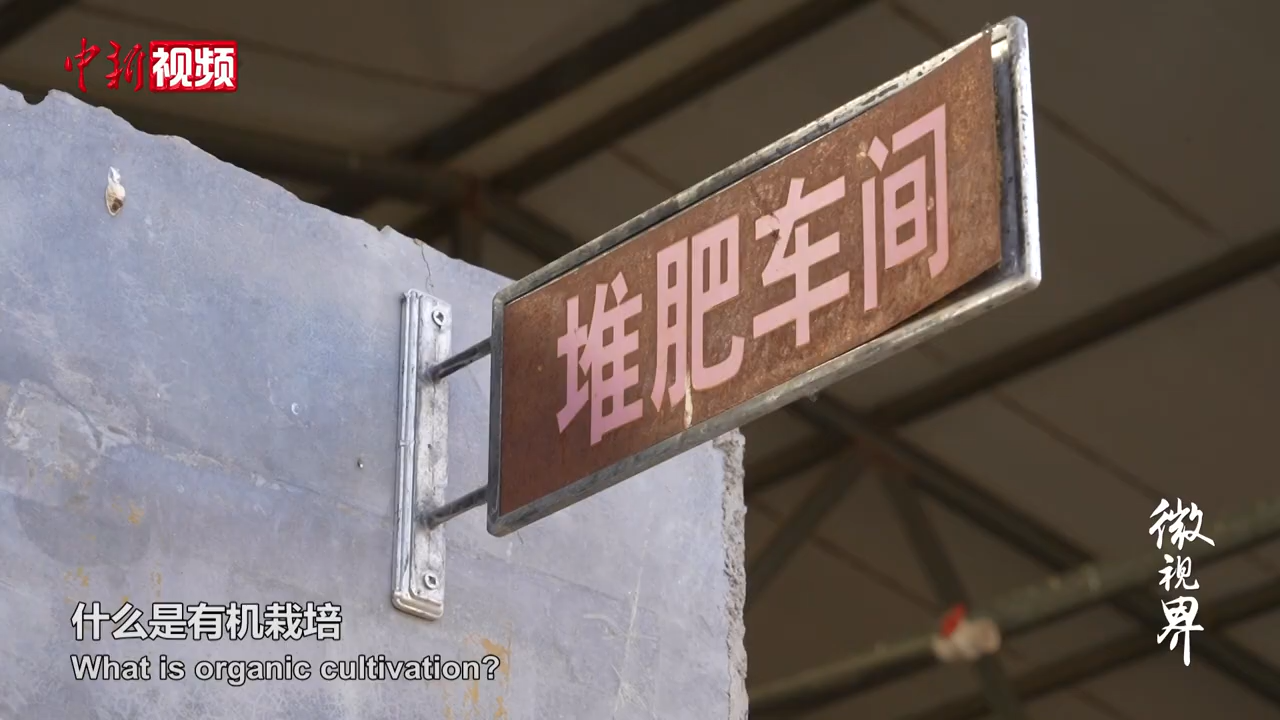 中新视频
堆肥车间
微视界
什么是有机栽培
What is organic cultivation?